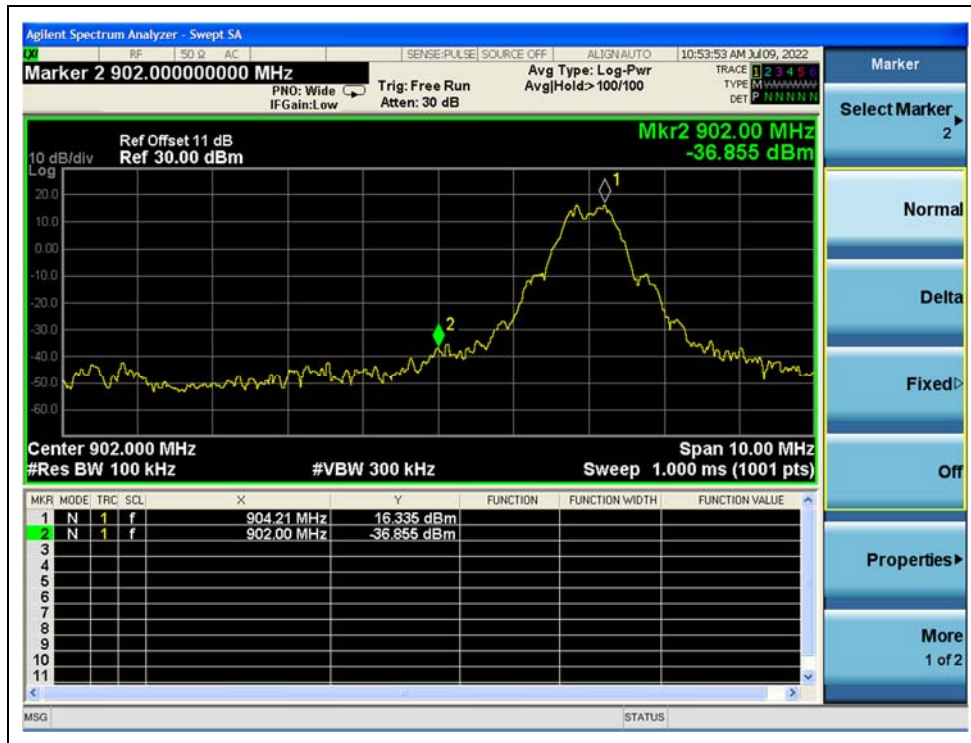 Agilent Spectrum Analyzer - Swept SA
LXI RF 50 Ω AC SENSE:PULSE SOURCE OFF ALIGNAUTO 10:53:53 AM Jul 09, 2022
Marker 2 902.000000000 MHz
PNO: Wide
IFGain:Low
Trig: Free Run
Atten: 30 dB
Avg Type: Log-Pwr
Avg|Hold:>100/100
TRACE 1 2 3 4 5 6
TYPE M WWWWW
DET P N N N N N
Mkr2 902.00 MHz
-36.855 dBm
Ref Offset 11 dB
10 dB/div Ref 30.00 dBm
Log
20.0
10.0
0.00
-10.0
-20.0
-30.0
-40.0
-50.0
-60.0
1
2
Center 902.000 MHz Span 10.00 MHz
#Res BW 100 kHz #VBW 300 kHz Sweep 1.000 ms (1001 pts)
MKR MODE TRC SCL X Y FUNCTION FUNCTION WIDTH FUNCTION VALUE
1 N 1 f 904.21 MHz 16.335 dBm
2 N 1 f 902.00 MHz -36.855 dBm
3
4
5
6
7
8
9
10
11
MSG STATUS
Marker
Select Marker
2
Normal
Delta
Fixed
Off
Properties
More
1 of 2